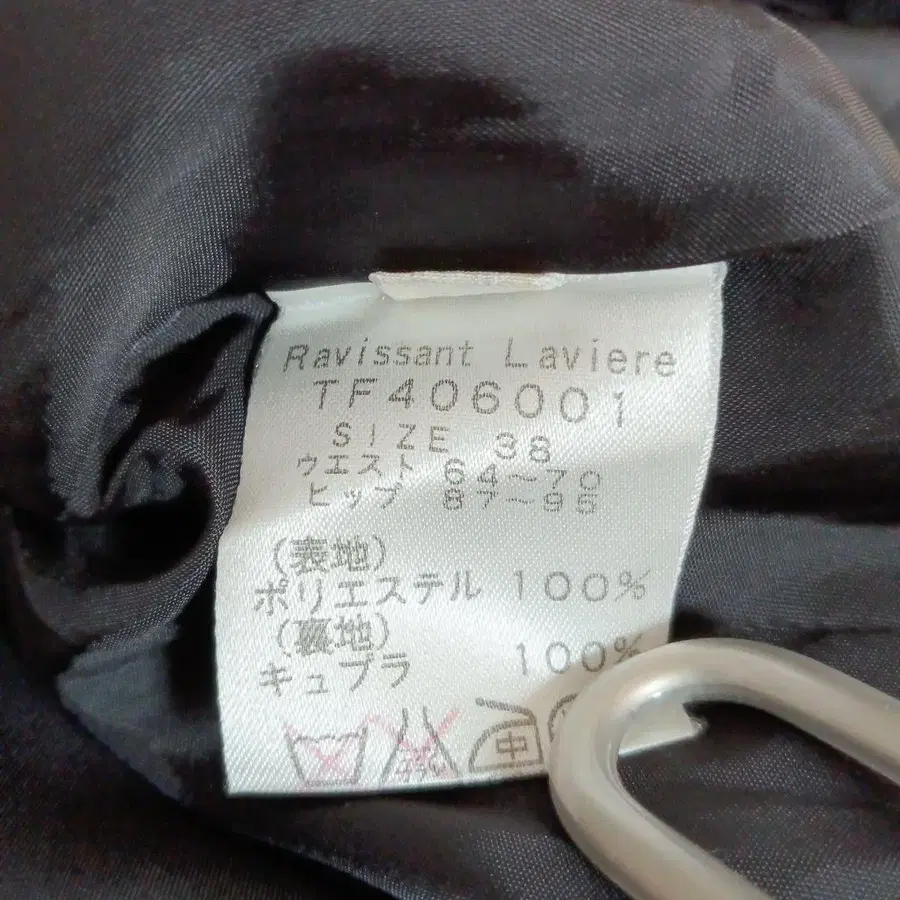 Ravissant Laviere
TF406001
SIZE 38
ウエスト 64〜70
ヒップ 87〜95
(表地)
ポリエステル 100%
(裏地)
キュプラ 100%
中